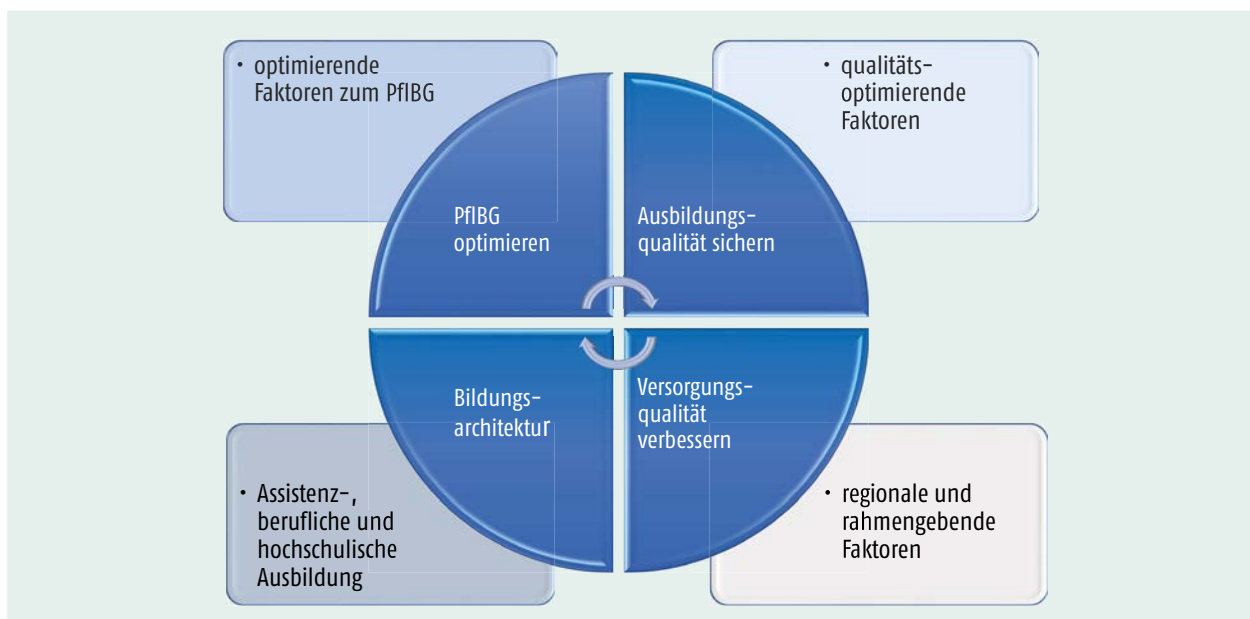 • optimierende
Faktoren zum PflBG
• qualitäts-
optimierende
Faktoren
PflBG
optimieren
Ausbildungs-
qualität sichern
Bildungs-
architektur
Versorgungs-
qualität
verbessern
• Assistenz-,
berufliche und
hochschulische
Ausbildung
• regionale und
rahmengebende
Faktoren